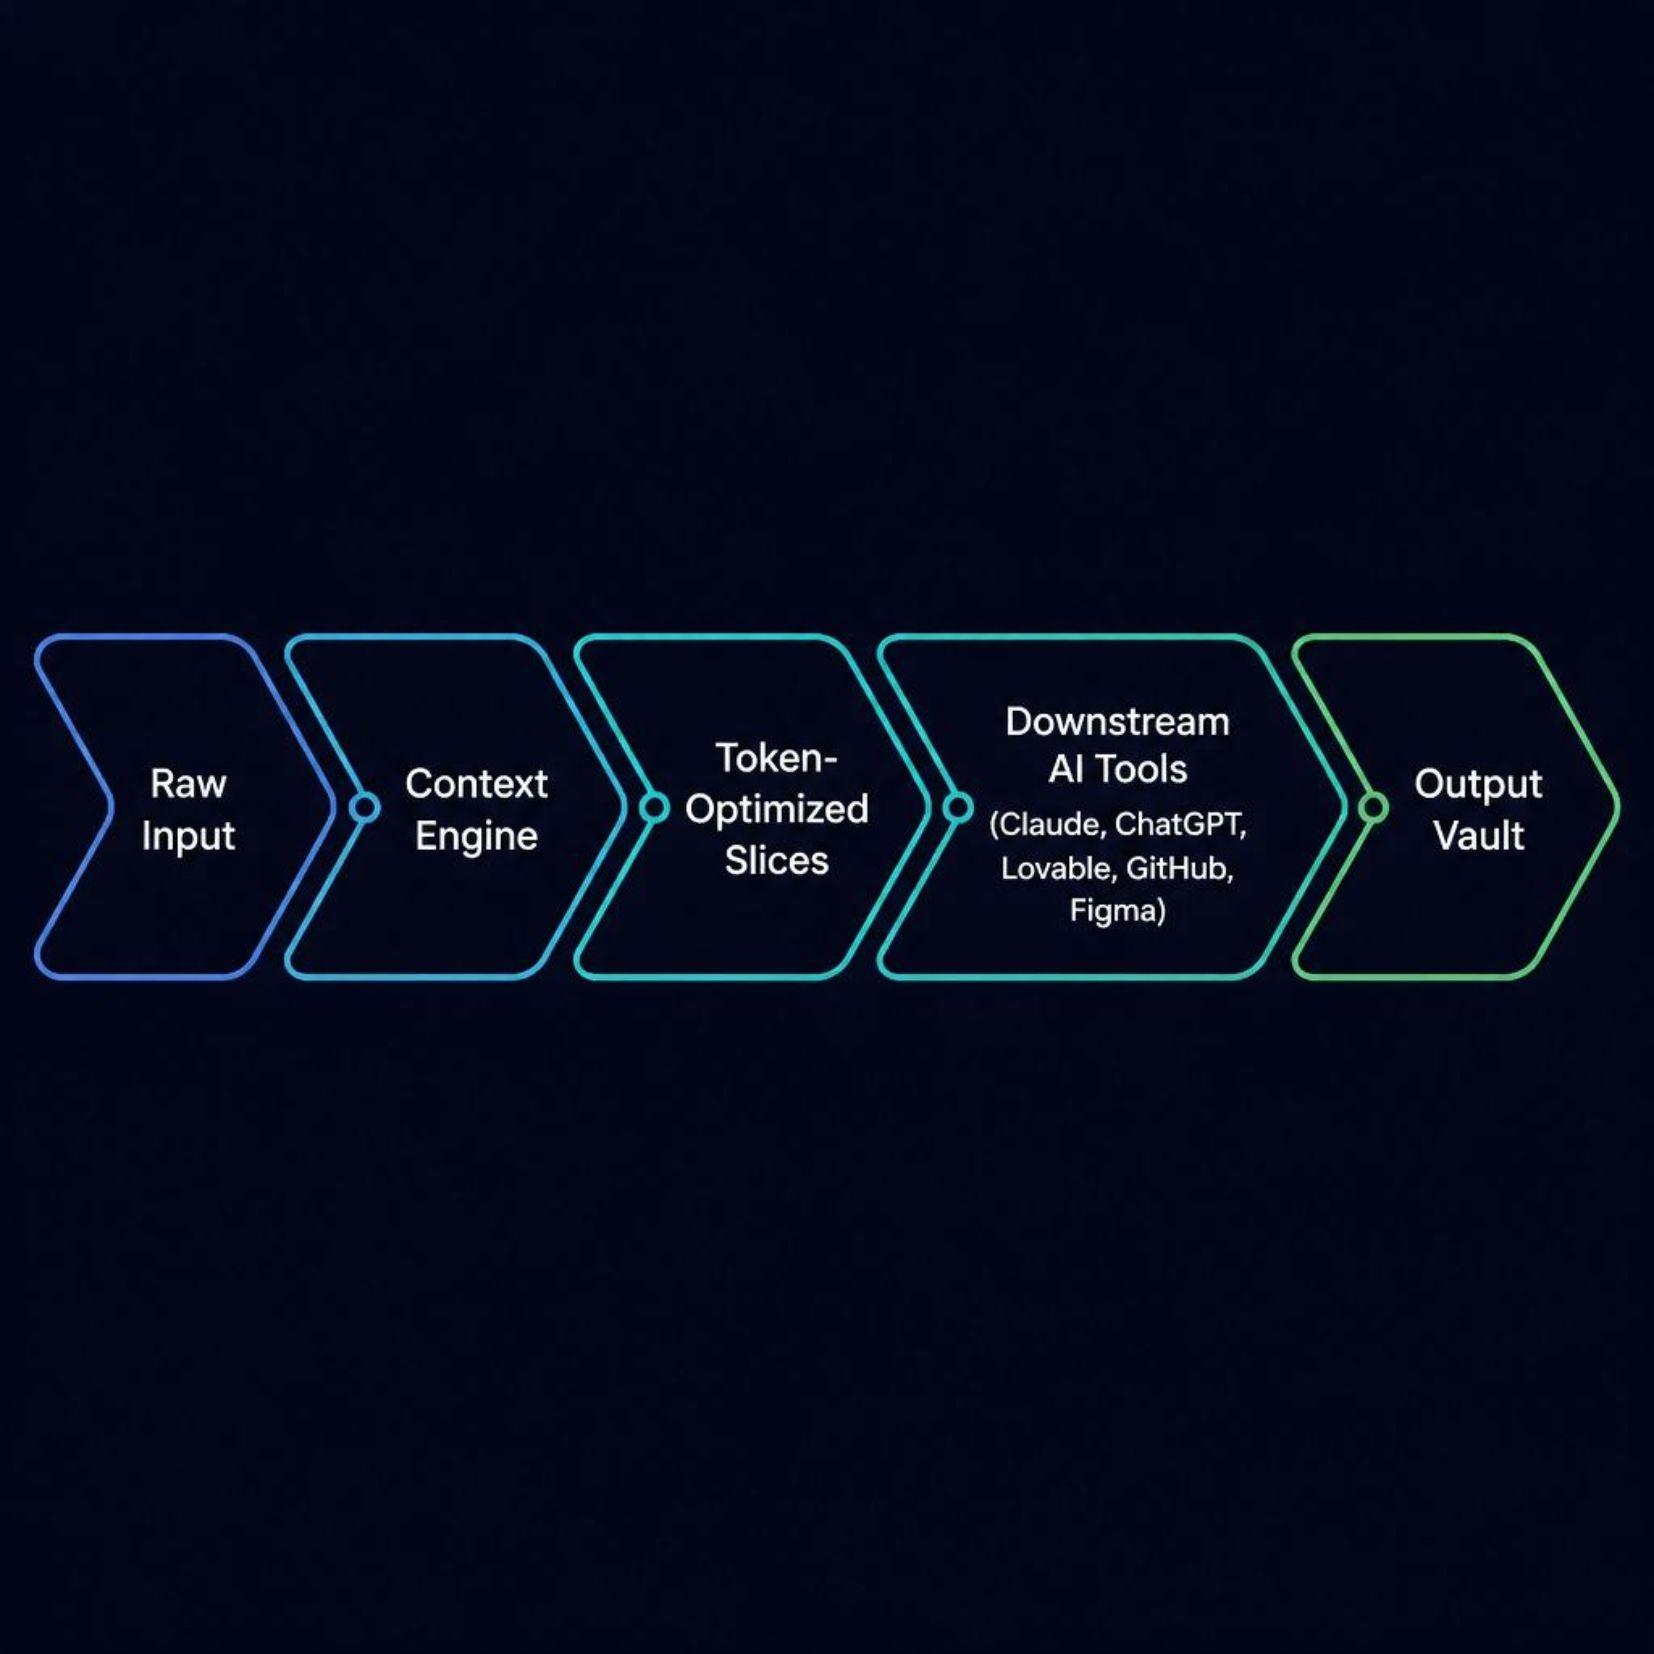 Raw
Input
Context
Engine
Token-
Optimized
Slices
Downstream
AI Tools
(Claude, ChatGPT,
Lovable, GitHub,
Figma)
Output
Vault